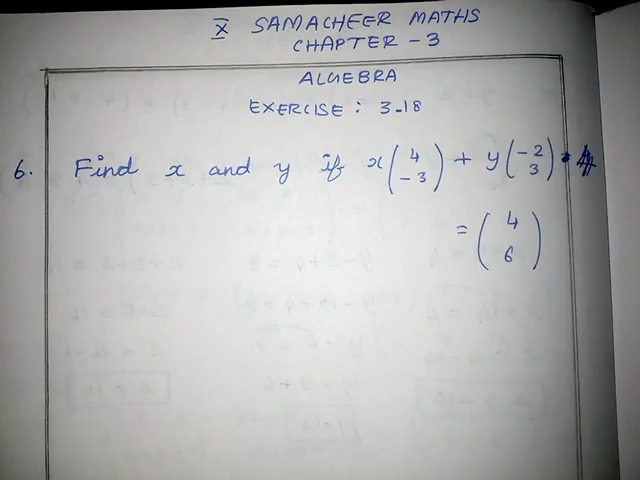 X SAMACHEER MATHS
CHAPTER - 3
ALGEBRA
EXERCISE : 3.18
6. Find x and y if x(4 -3) + y(-2 3)
= (4 6)